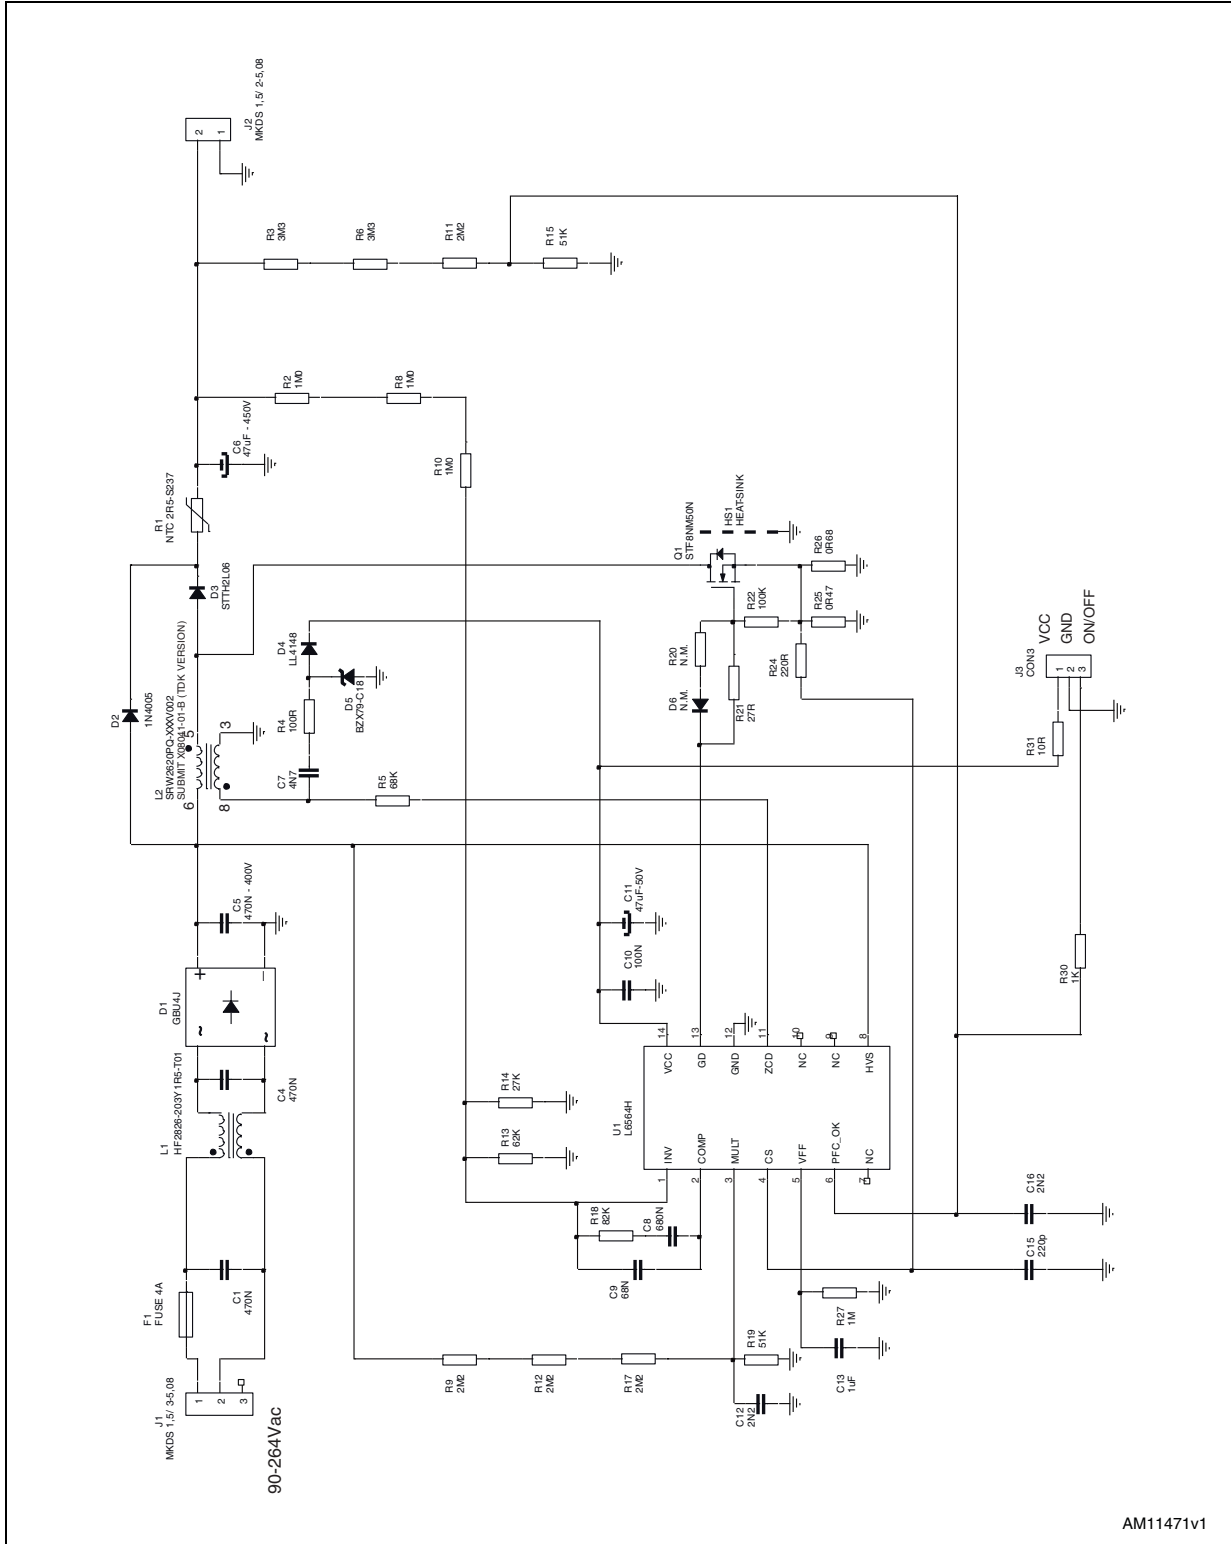 J2
MKDS 1,5/ 2-5,08
2
1
R3
3M3
R6
3M3
R11
2M2
R15
51K
R2
1M0
R8
1M0
R10
1M0
C6
47uF - 450V
R1
NTC 2R5-S237
D3
STTH2L06
D2
1N4005
L2
SRW2620PQ-XXXV002
SUBMIT X08041-01-B (TDK VERSION)
6
5
8
3
D4
LL4148
D5
BZX79-C18
R4
100R
C7
4N7
R5
68K
Q1
STF8NM50N
HS1
HEAT-SINK
R26
0R68
R25
0R47
R22
100K
R24
220R
R20
N.M.
D6
N.M.
R21
27R
J3
CON3
1
2
3
VCC
GND
ON/OFF
R31
10R
R30
1K
C5
470N - 400V
D1
GBU4J
~
~
+
–
C4
470N
L1
HF2826-203Y1R5-T01
C11
47uF-50V
C10
100N
R14
27K
R13
62K
U1
L6564H
VCC
14
GD
13
GND
12
ZCD
11
NC
10
NC
9
HVS
8
INV
1
COMP
2
MULT
3
CS
4
VFF
5
PFC_OK
6
NC
7
R18
82K
C8
680N
C9
68N
C16
2N2
C15
220p
R27
1M
C13
1uF
R19
51K
C12
2N2
R9
2M2
R12
2M2
R17
2M2
C1
470N
F1
FUSE 4A
J1
MKDS 1,5/ 3-5,08
1
2
3
90-264Vac
AM11471v1